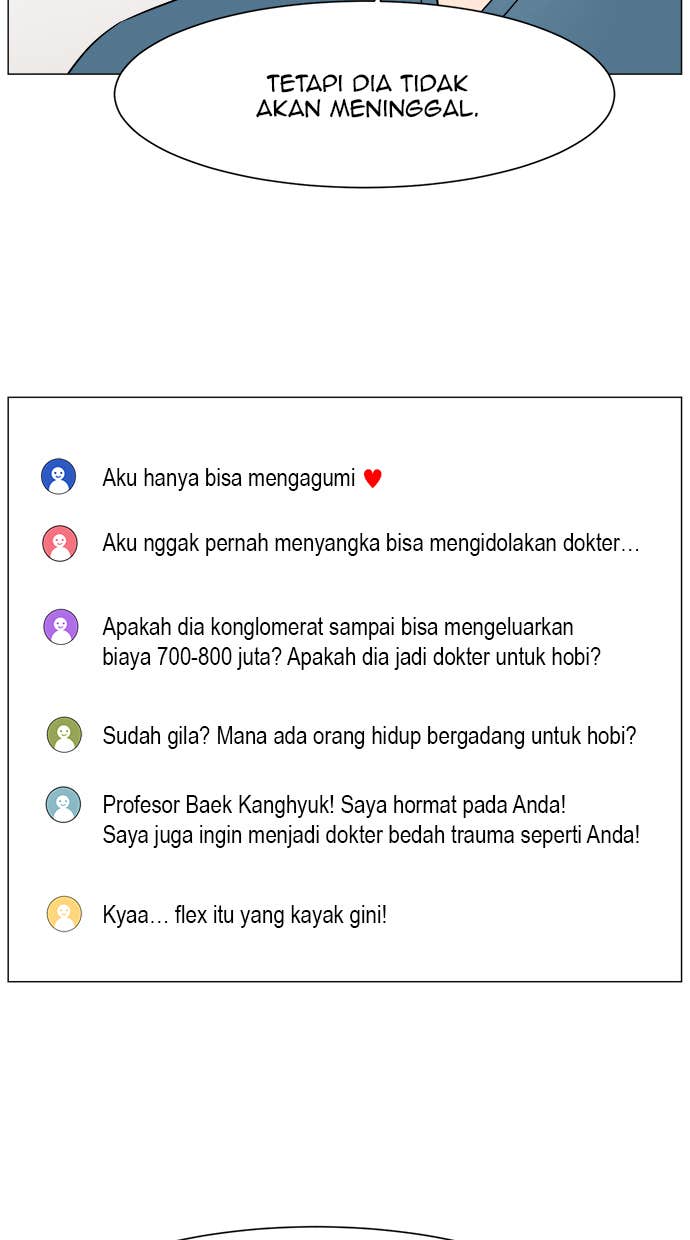 TETAPI DIA TIDAK
AKAN MENINGGAL.
Aku hanya bisa mengagumi ♥
Aku nggak pernah menyangka bisa mengidolakan dokter...
Apakah dia konglomerat sampai bisa mengeluarkan
biaya 700-800 juta? Apakah dia jadi dokter untuk hobi?
Sudah gila? Mana ada orang hidup bergadang untuk hobi?
Profesor Baek Kanghyuk! Saya hormat pada Anda!
Saya juga ingin menjadi dokter bedah trauma seperti Anda!
Kyaa... flex itu yang kayak gini!